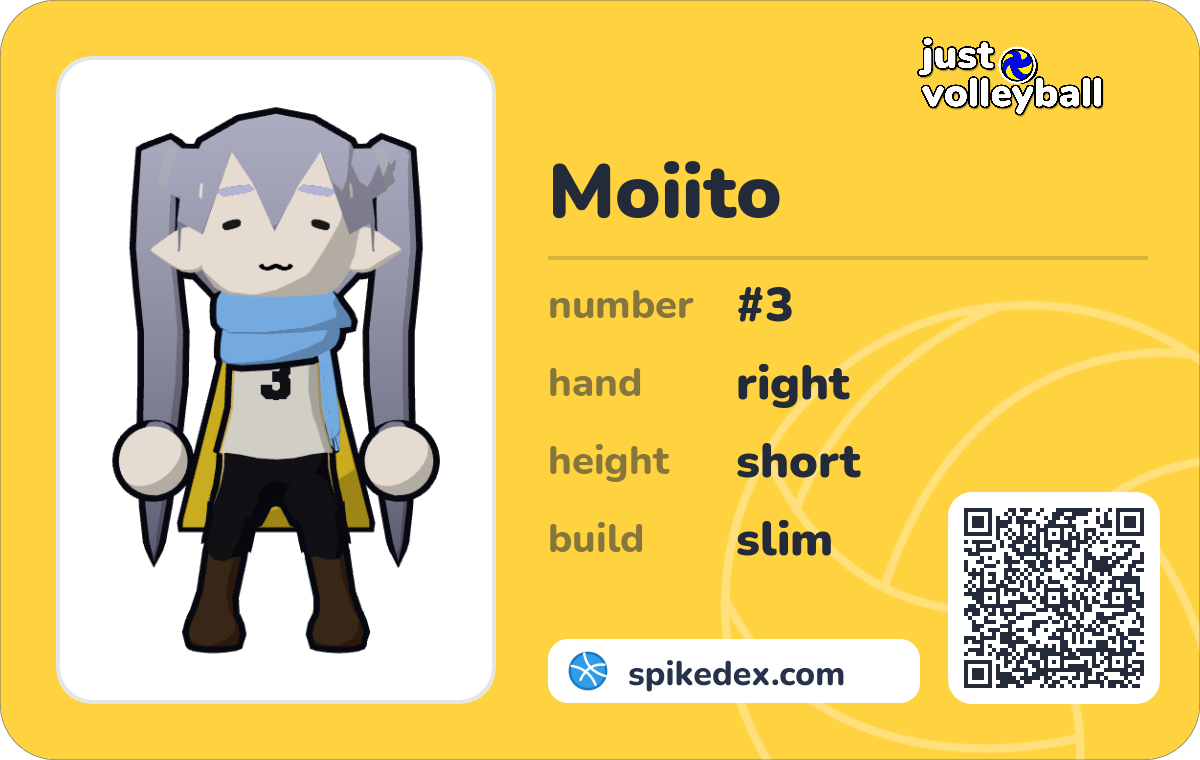 just
volleyball
Moiito
number #3
hand right
height short
build slim
3
spikedex.com